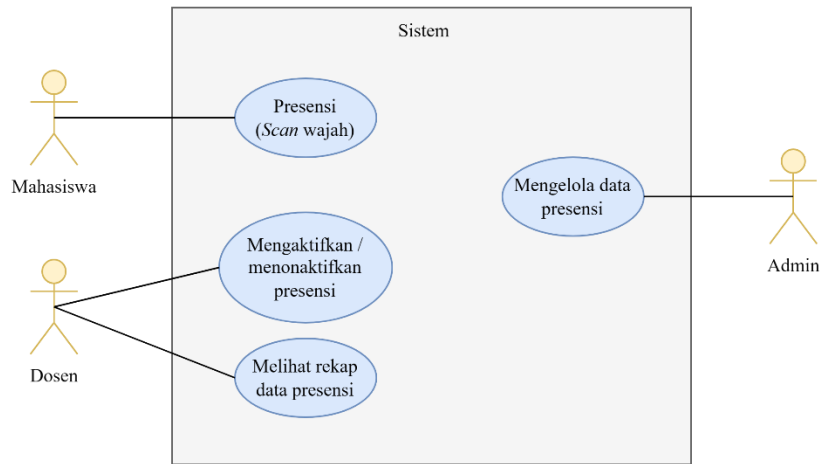 Sistem
Presensi
(Scan wajah)
Mahasiswa
Mengelola data
presensi
Admin
Mengaktifkan /
menonaktifkan
presensi
Dosen
Melihat rekap
data presensi